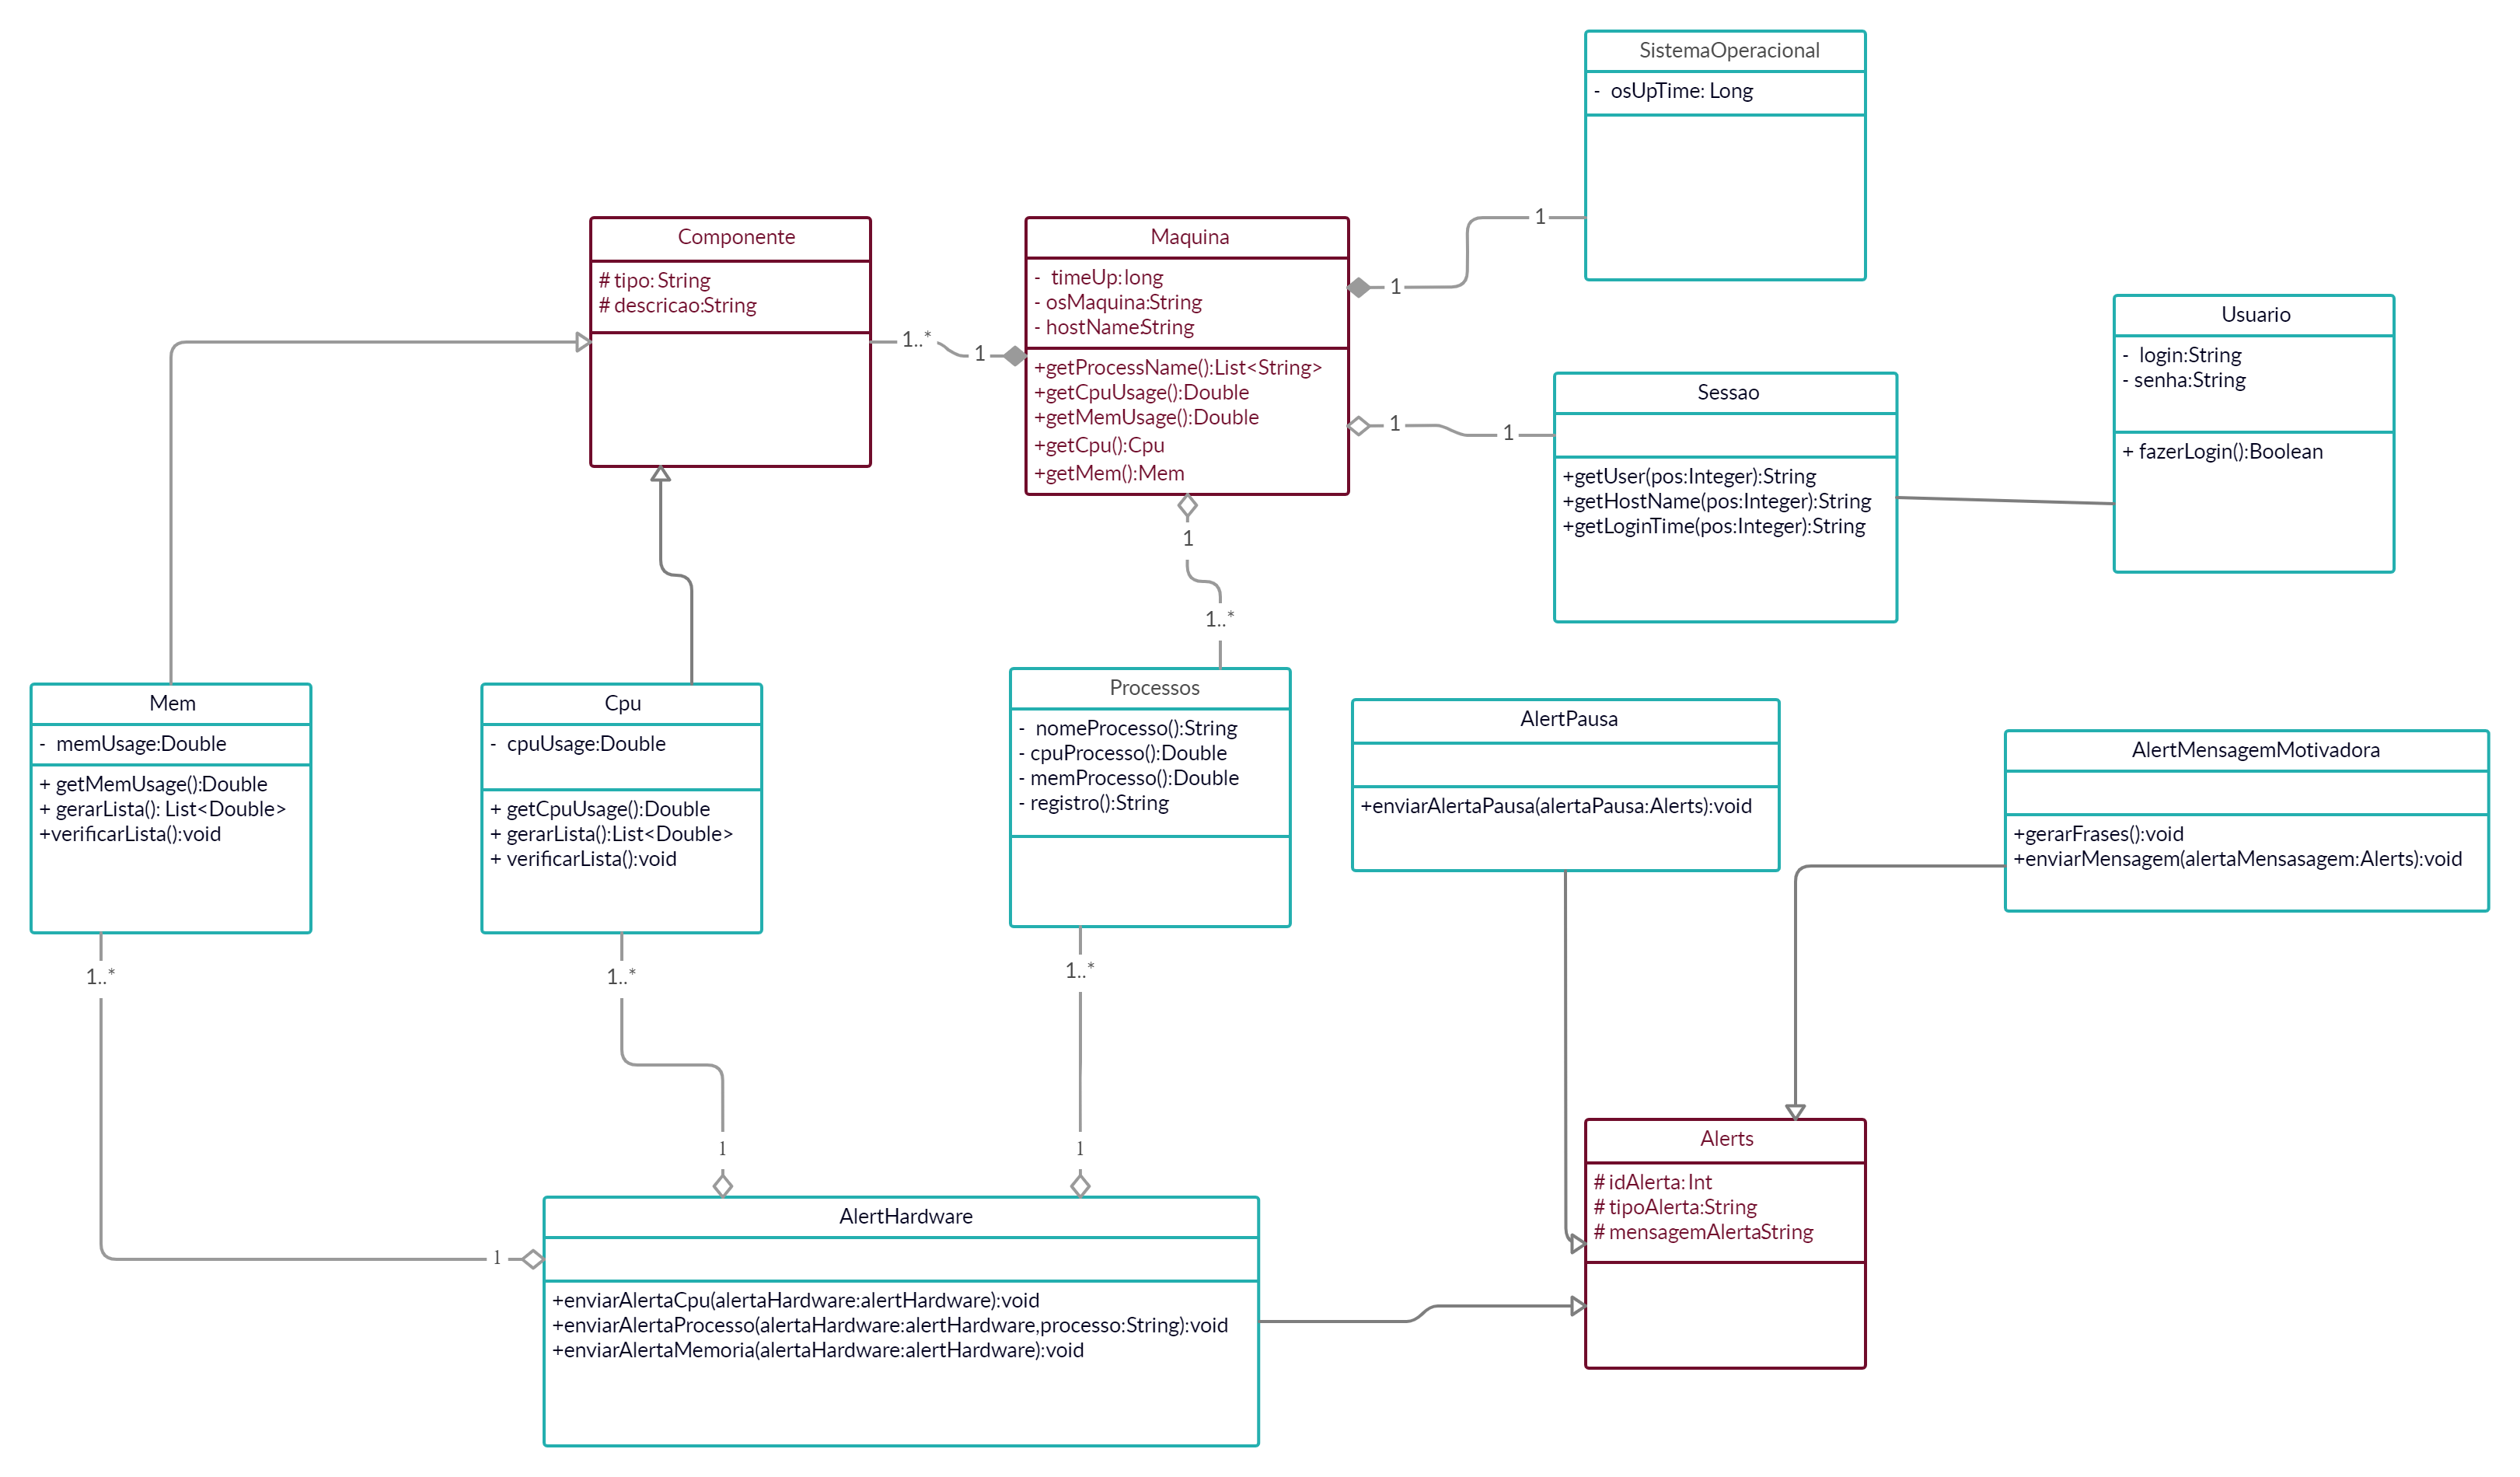 SistemaOperacional
- osUpTime: Long
1
1
Componente
# tipo: String
# descricao:String
1..*
1
Maquina
- timeUp:long
- osMaquina:String
- hostName:String
+getProcessName():List<String>
+getCpuUsage():Double
+getMemUsage():Double
+getCpu():Cpu
+getMem():Mem
1
1
Sessao
+getUser(pos:Integer):String
+getHostName(pos:Integer):String
+getLoginTime(pos:Integer):String
Usuario
- login:String
- senha:String
+ fazerLogin():Boolean
1
1..*
Mem
- memUsage:Double
+ getMemUsage():Double
+ gerarLista(): List<Double>
+verificarLista():void
Cpu
- cpuUsage:Double
+ getCpuUsage():Double
+ gerarLista():List<Double>
+ verificarLista():void
Processos
- nomeProcesso():String
- cpuProcesso():Double
- memProcesso():Double
- registro():String
AlertPausa
+enviarAlertaPausa(alertaPausa:Alerts):void
AlertMensagemMotivadora
+gerarFrases():void
+enviarMensagem(alertaMensasagem:Alerts):void
1..*
1..*
1..*
1
1
1
AlertHardware
+enviarAlertaCpu(alertaHardware:alertHardware):void
+enviarAlertaProcesso(alertaHardware:alertHardware,processo:String):void
+enviarAlertaMemoria(alertaHardware:alertHardware):void
Alerts
# idAlerta: Int
# tipoAlerta:String
# mensagemAlertaString